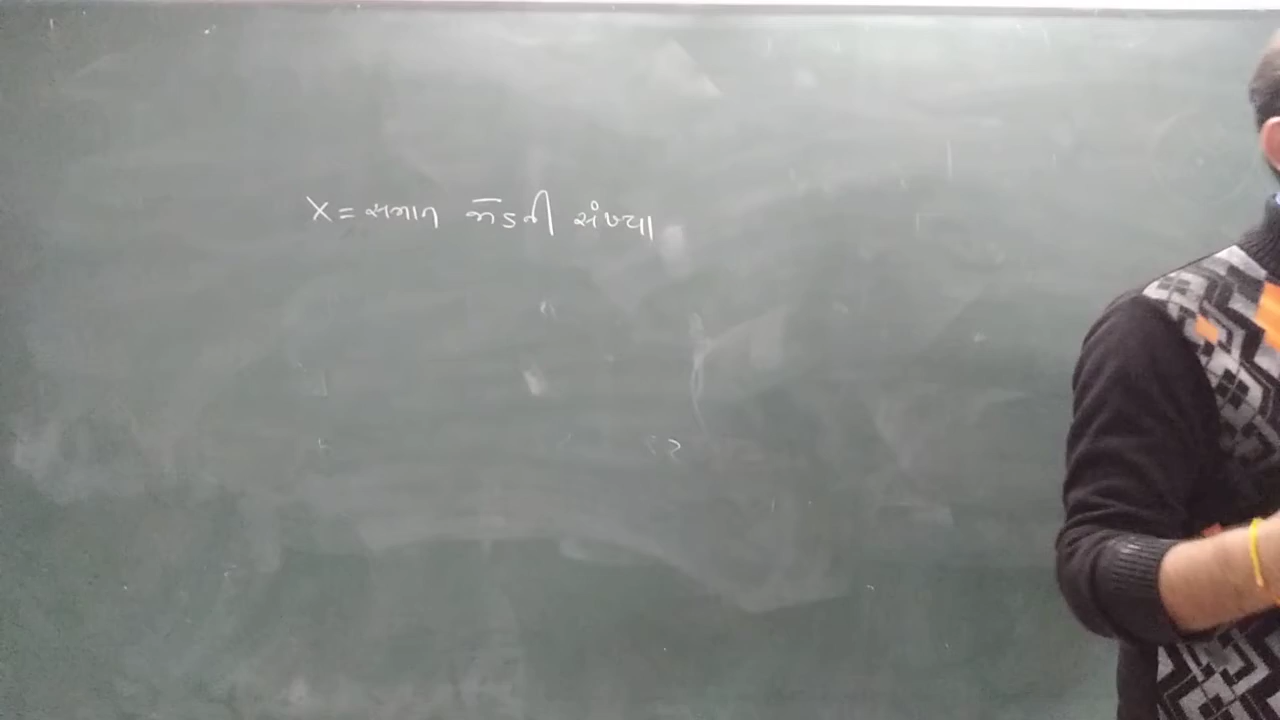 X = સમાન મેડની સંખ્યા